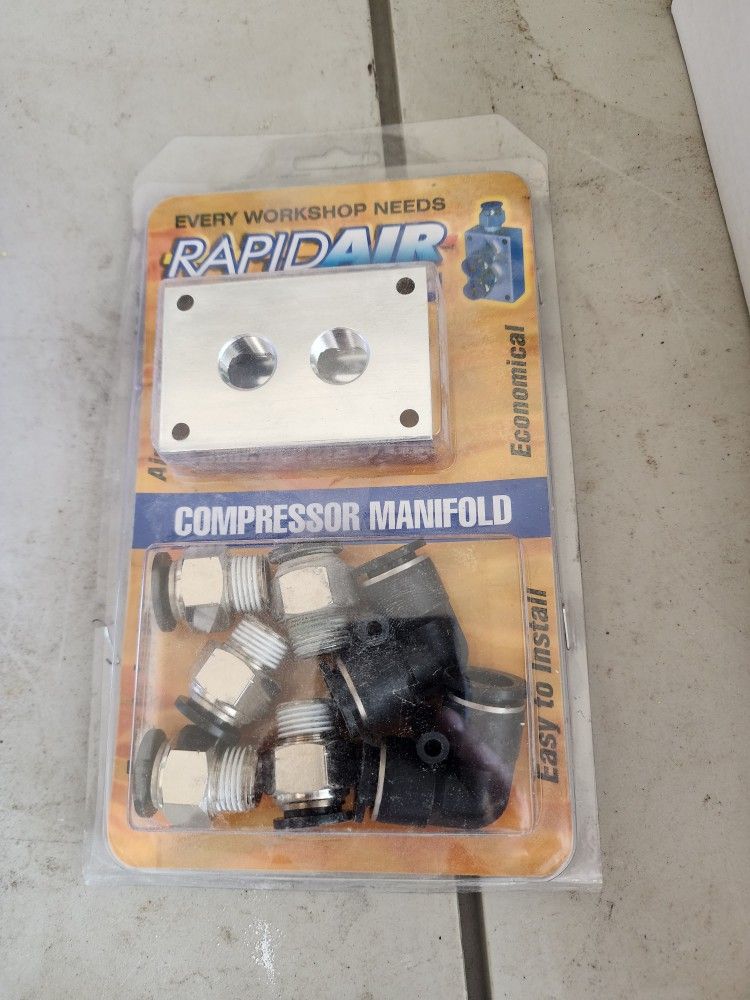 EVERY WORKSHOP NEEDS
RAPIDAIR
Economical
COMPRESSOR MANIFOLD
Easy to Install